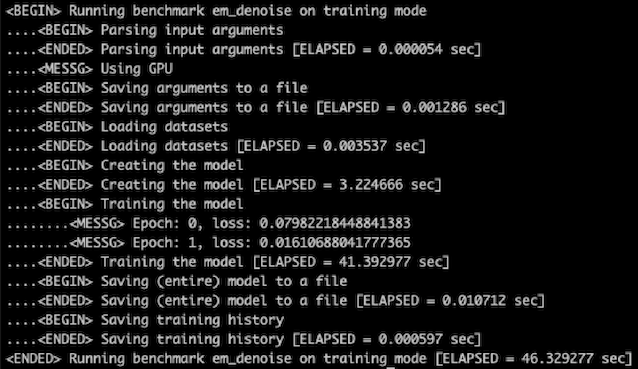 <BEGIN> Running benchmark em_denoise on training mode
....<BEGIN> Parsing input arguments
....<ENDED> Parsing input arguments [ELAPSED = 0.000054 sec]
....<MESSG> Using GPU
....<BEGIN> Saving arguments to a file
....<ENDED> Saving arguments to a file [ELAPSED = 0.001286 sec]
....<BEGIN> Loading datasets
....<ENDED> Loading datasets [ELAPSED = 0.003537 sec]
....<BEGIN> Creating the model
....<ENDED> Creating the model [ELAPSED = 3.224666 sec]
....<BEGIN> Training the model
........<MESSG> Epoch: 0, loss: 0.07982218448841383
........<MESSG> Epoch: 1, loss: 0.01610688041777365
....<ENDED> Training the model [ELAPSED = 41.392977 sec]
....<BEGIN> Saving (entire) model to a file
....<ENDED> Saving (entire) model to a file [ELAPSED = 0.010712 sec]
....<BEGIN> Saving training history
....<ENDED> Saving training history [ELAPSED = 0.000597 sec]
<ENDED> Running benchmark em_denoise on training mode [ELAPSED = 46.329277 sec]